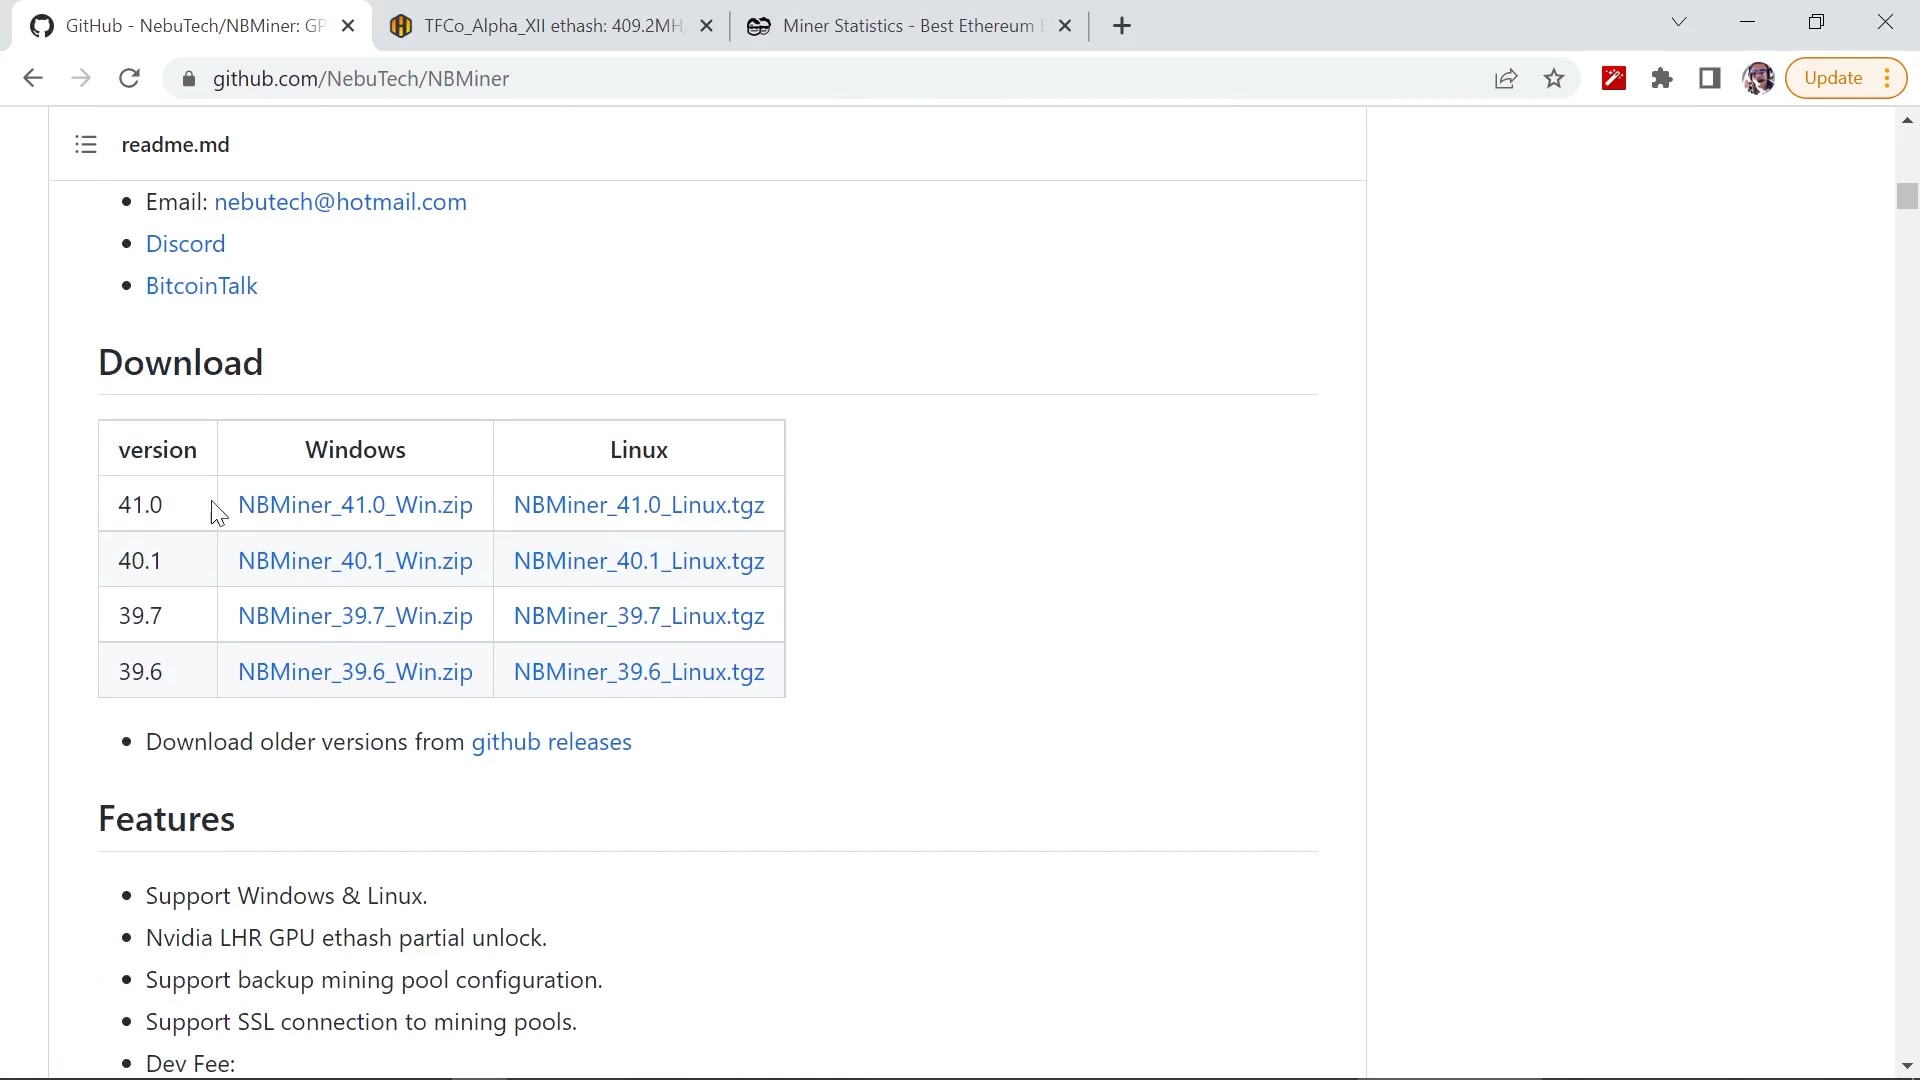 GitHub - NebuTech/NBMiner: GP
TFCo_Alpha_XII ethash: 409.2MH
Miner Statistics - Best Ethereum E
github.com/NebuTech/NBMiner
Update
readme.md
• Email: nebutech@hotmail.com
• Discord
• BitcoinTalk
Download
version Windows Linux
41.0 NBMiner_41.0_Win.zip NBMiner_41.0_Linux.tgz
40.1 NBMiner_40.1_Win.zip NBMiner_40.1_Linux.tgz
39.7 NBMiner_39.7_Win.zip NBMiner_39.7_Linux.tgz
39.6 NBMiner_39.6_Win.zip NBMiner_39.6_Linux.tgz
• Download older versions from github releases
Features
• Support Windows & Linux.
• Nvidia LHR GPU ethash partial unlock.
• Support backup mining pool configuration.
• Support SSL connection to mining pools.
• Dev Fee: